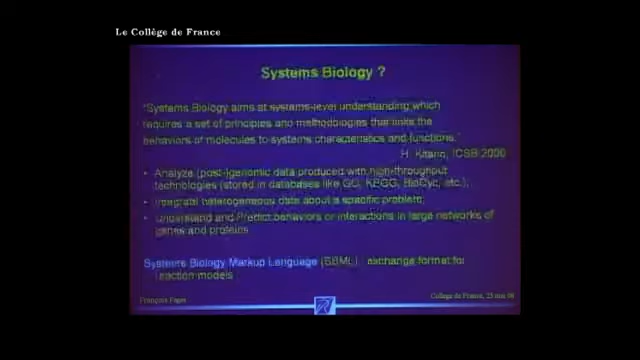 Le Collège de France
Systems Biology ?
"Systems Biology aims at systems-level understanding which
requires a set of principles and methodologies that links the
behaviors of molecules to systems characteristics and functions."
H. Kitano, ICSB 2000
• Analyze (post-)genomic data produced with high-throughput
technologies (stored in databases like GO, KEGG, BioCyc, etc.);
• Integrate heterogeneous data about a specific problem;
• Understand and Predict behaviors or interactions in large networks of
genes and proteins
Systems Biology Markup Language (SBML) : exchange format for
reaction models
François Fages
Collège de France, 23 mai 08